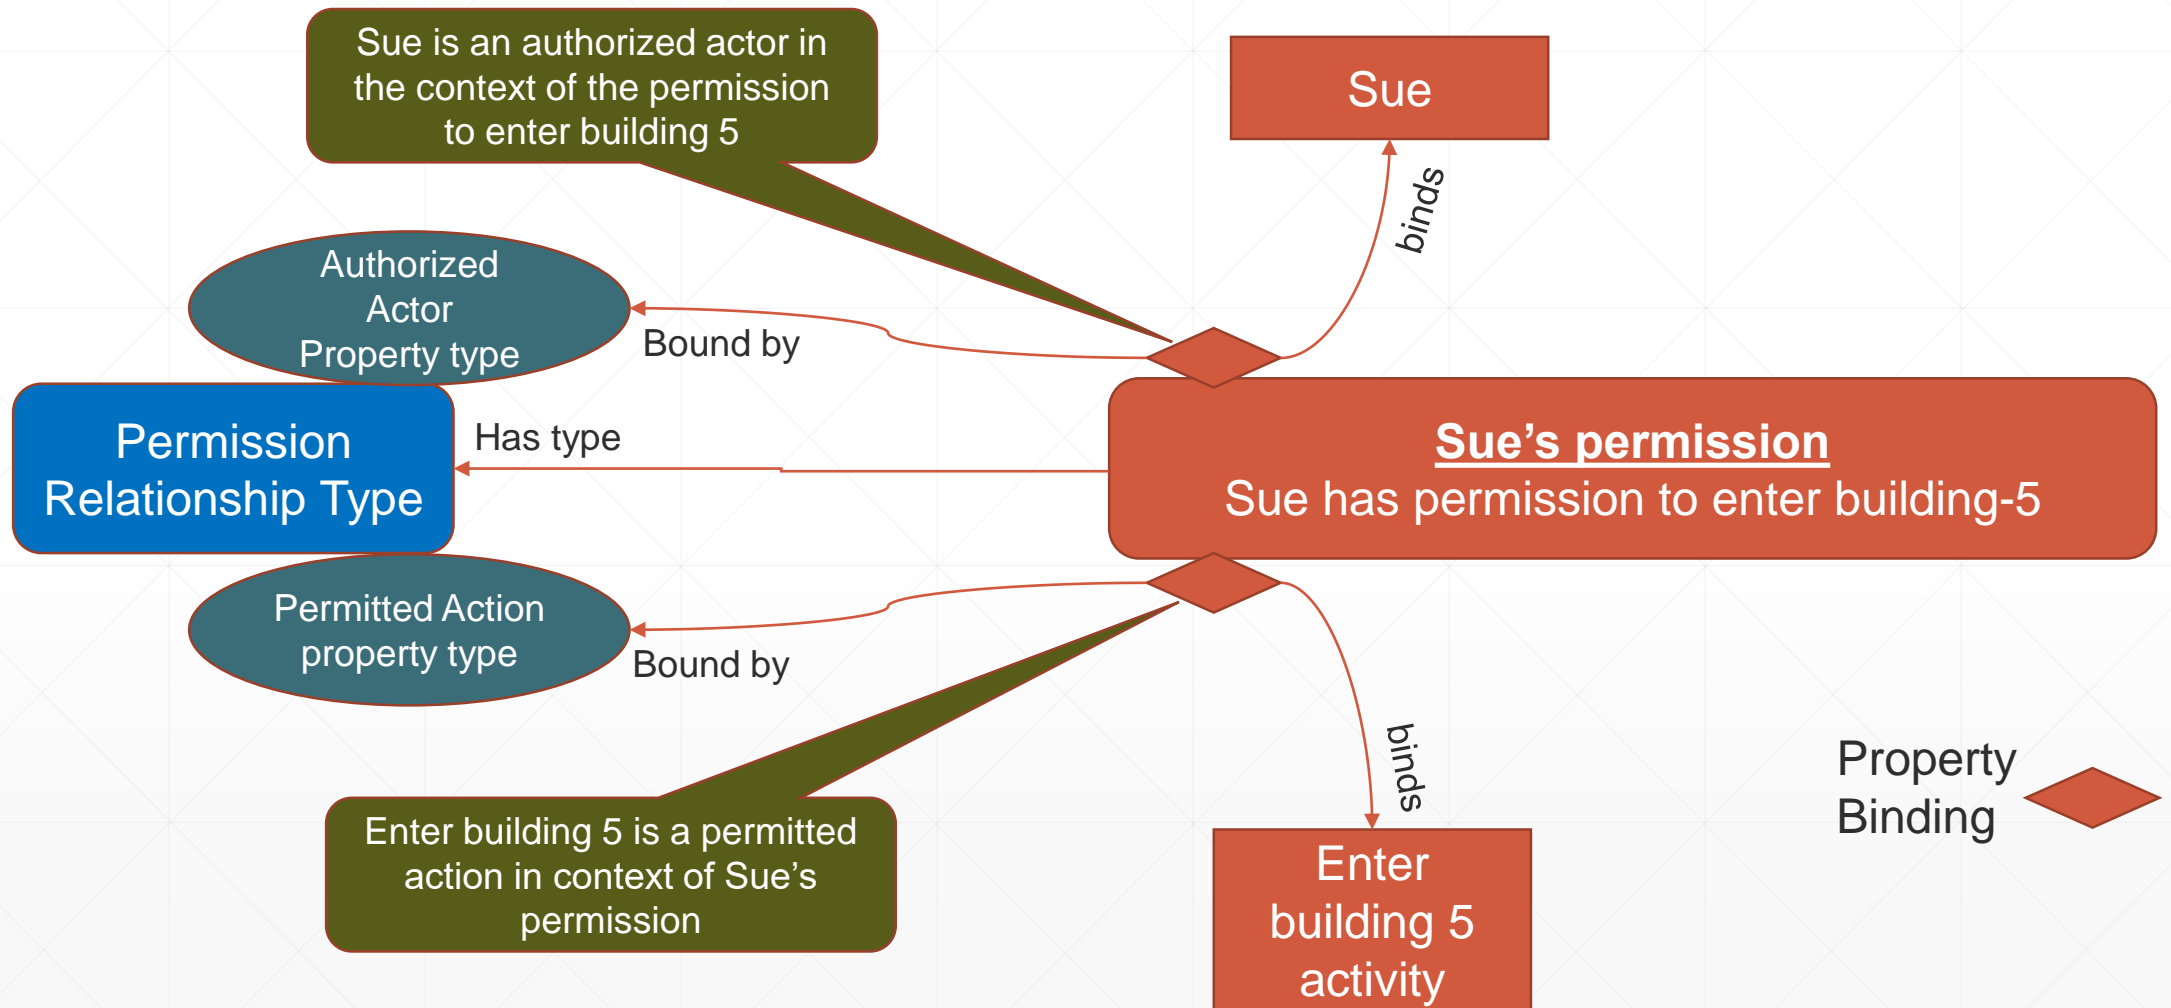 Sue is an authorized actor in
the context of the permission
to enter building 5
Sue
binds
Authorized
Actor
Property type
Bound by
Permission
Relationship Type
Has type
Sue’s permission
Sue has permission to enter building-5
Permitted Action
property type
Bound by
binds
Property
Binding
Enter building 5 is a permitted
action in context of Sue’s
permission
Enter
building 5
activity